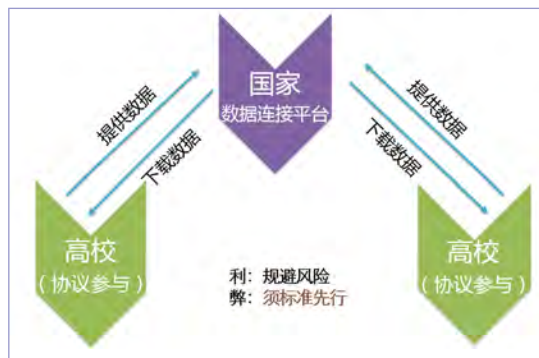 国家
数据连接平台
提供数据
下载数据
提供数据
下载数据
高校
（协议参与）
高校
（协议参与）
利：规避风险
弊：须标准先行